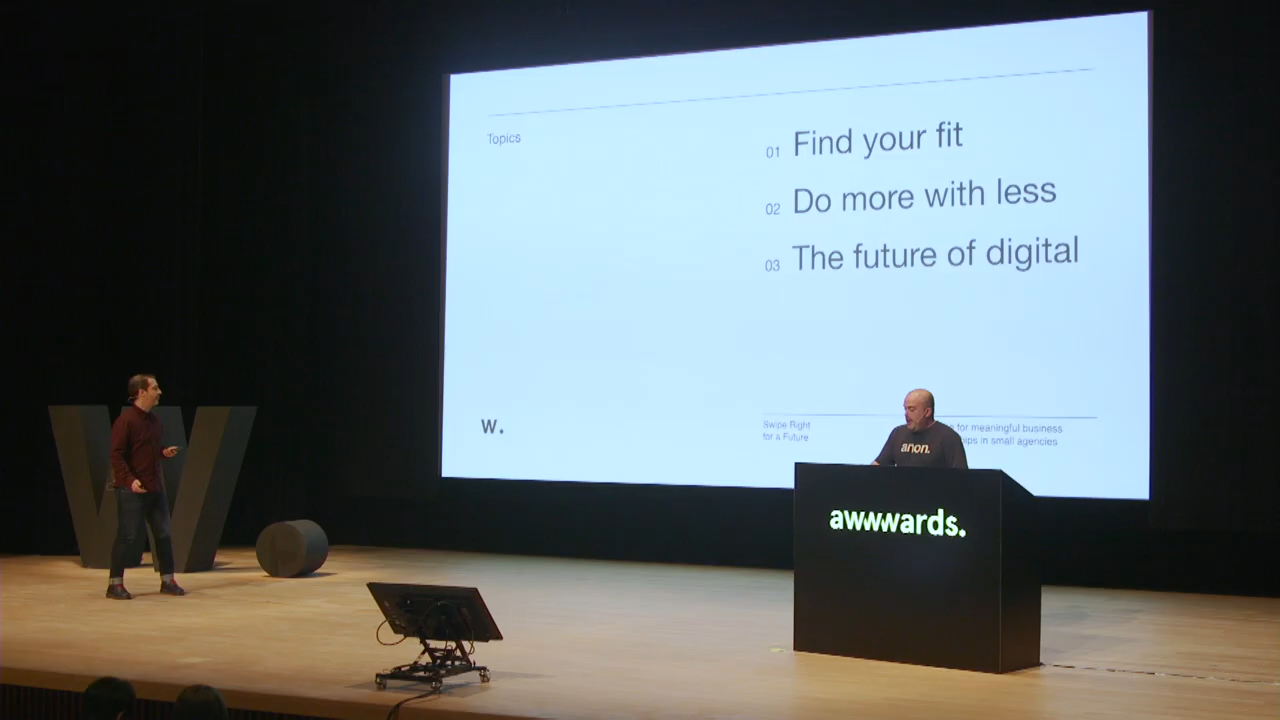 Topics
01 Find your fit
02 Do more with less
03 The future of digital
w.
Swipe Right
for a Future
for meaningful business
in small agencies
anon.
awwwards.
W